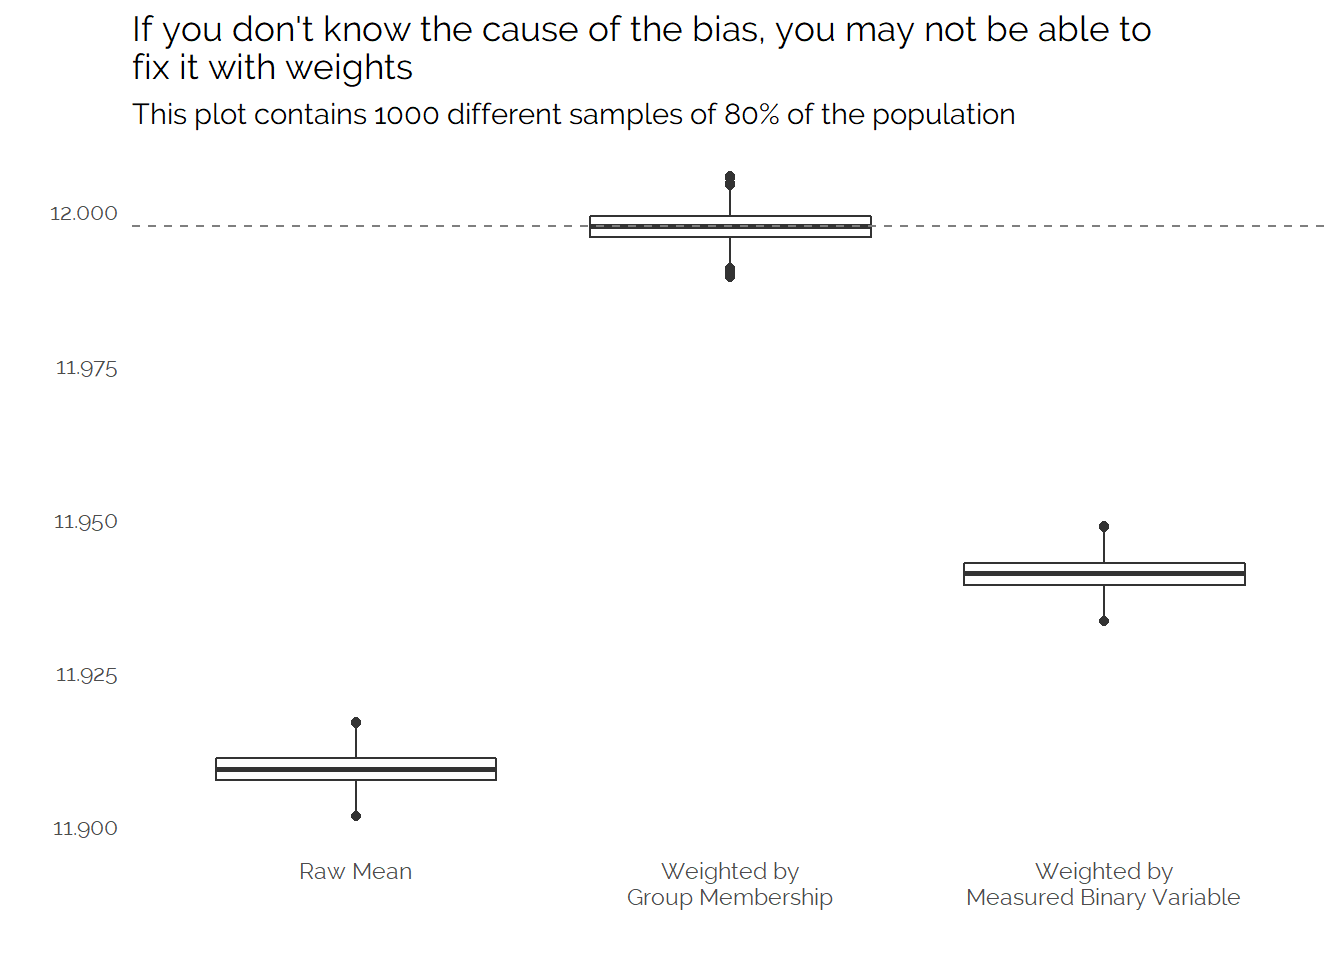 If you don't know the cause of the bias, you may not be able to
fix it with weights
This plot contains 1000 different samples of 80% of the population
12.000
11.975
11.950
11.925
11.900
Raw Mean
Weighted by
Group Membership
Weighted by
Measured Binary Variable